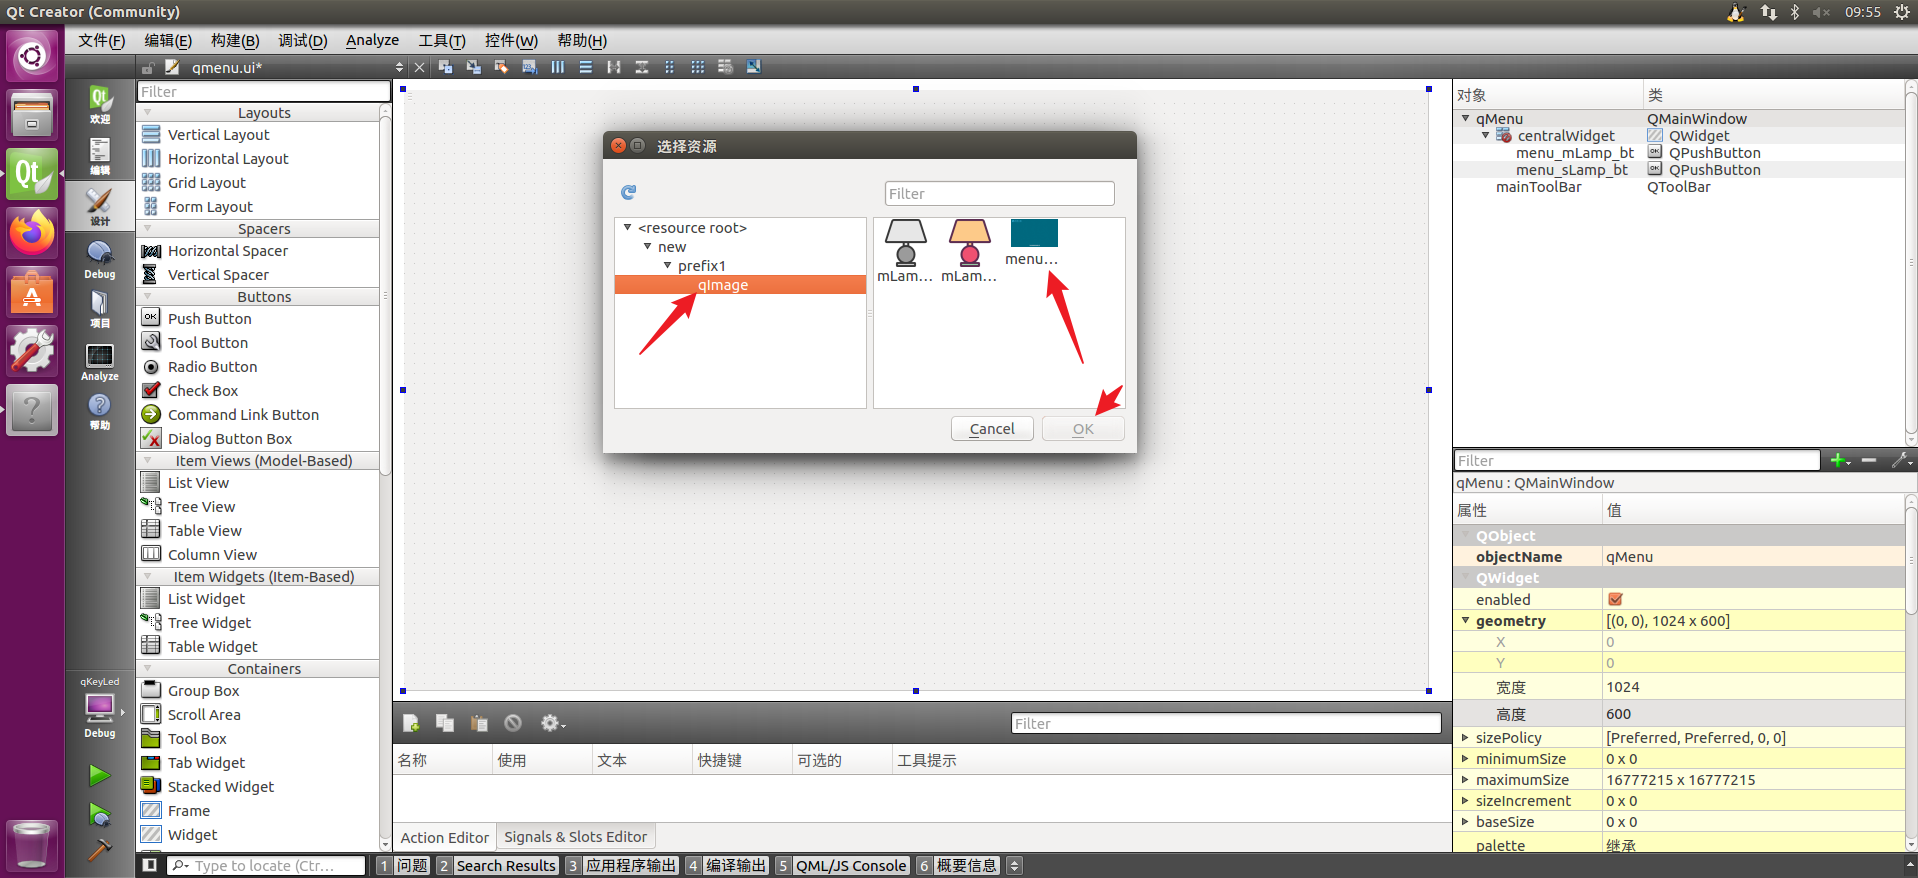 Qt Creator (Community)
09:55
文件(F) 编辑(E) 构建(B) 调试(D) Analyze 工具(T) 控件(W) 帮助(H)
qmenu.ui*
Qt
欢迎
编辑
设计
Debug
项目
Analyze
帮助
qKeyLed
Debug
Filter
Layouts
Vertical Layout
Horizontal Layout
Grid Layout
Form Layout
Spacers
Horizontal Spacer
Vertical Spacer
Buttons
OK Push Button
Tool Button
Radio Button
Check Box
Command Link Button
Dialog Button Box
Item Views (Model-Based)
List View
Tree View
Table View
Column View
Item Widgets (Item-Based)
List Widget
Tree Widget
Table Widget
Containers
Group Box
Scroll Area
Tool Box
Tab Widget
Stacked Widget
Frame
Widget
选择资源
Filter
<resource root>
new
prefix1
qImage
mLam... mLam... menu...
Cancel OK
Filter
名称 使用 文本 快捷键 可选的 工具提示
Action Editor Signals & Slots Editor
对象 类
qMenu QMainWindow
centralWidget QWidget
menu_mLamp_bt OK QPushButton
menu_sLamp_bt OK QPushButton
mainToolBar QToolBar
Filter
qMenu : QMainWindow
属性 值
QObject
objectName qMenu
QWidget
enabled
geometry [(0, 0), 1024 x 600]
X 0
Y 0
宽度 1024
高度 600
sizePolicy [Preferred, Preferred, 0, 0]
minimumSize 0 x 0
maximumSize 16777215 x 16777215
sizeIncrement 0 x 0
baseSize 0 x 0
palette 继承
Type to locate (Ctr... 1 问题 2 Search Results 3 应用程序输出 4 编译输出 5 QML/JS Console 6 概要信息